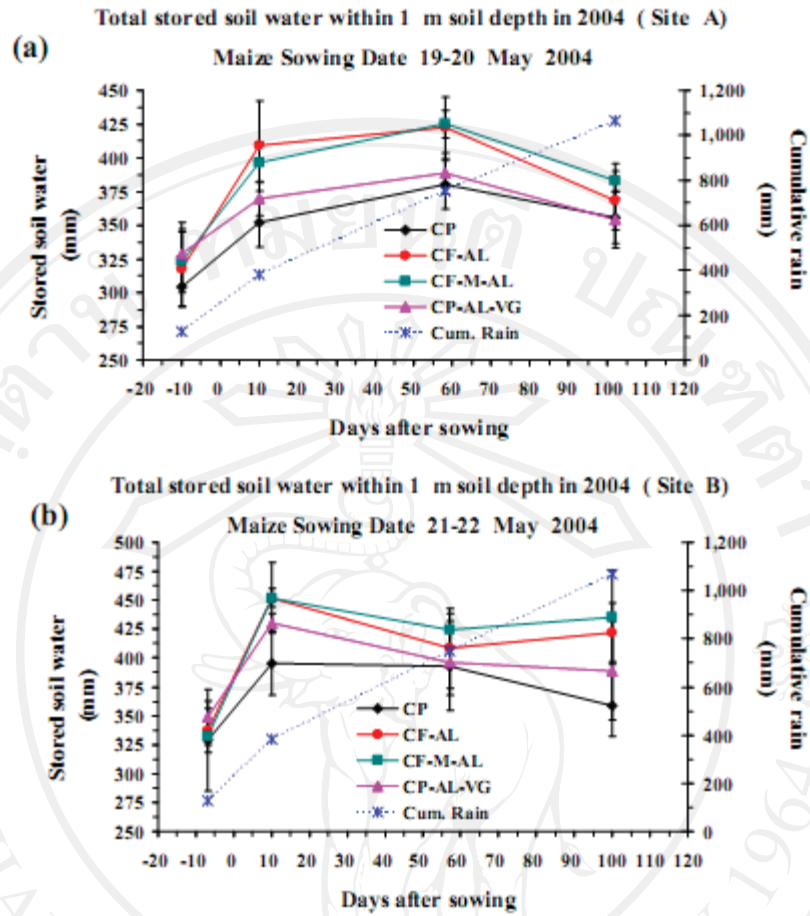 Total stored soil water within 1 m soil depth in 2004 ( Site A)
(a)
Maize Sowing Date 19-20 May 2004
Stored soil water
(mm)
450
425
400
375
350
325
300
275
250
1,200
1,000
800
600
400
200
0
Cumulative rain
(mm)
CP
CF-AL
CF-M-AL
CP-AL-VG
Cum. Rain
-20 -10 0 10 20 30 40 50 60 70 80 90 100 110 120
Days after sowing
Total stored soil water within 1 m soil depth in 2004 ( Site B)
(b)
Maize Sowing Date 21-22 May 2004
Stored soil water
(mm)
500
475
450
425
400
375
350
325
300
275
250
1,200
1,000
800
600
400
200
0
Cumulative rain
(mm)
CP
CF-AL
CF-M-AL
CP-AL-VG
Cum. Rain
-20 -10 0 10 20 30 40 50 60 70 80 90 100 110 120
Days after sowing
1964